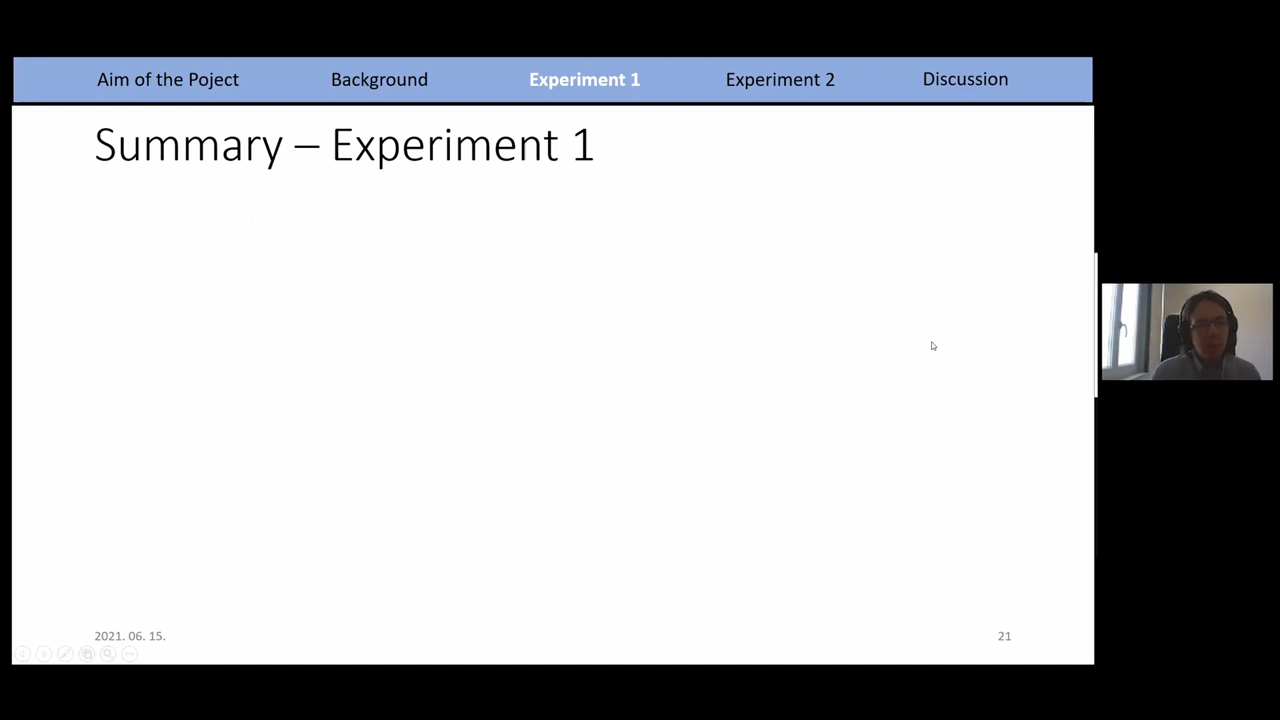 Aim of the Poject Background Experiment 1 Experiment 2 Discussion
Summary – Experiment 1
2021. 06. 15. 21